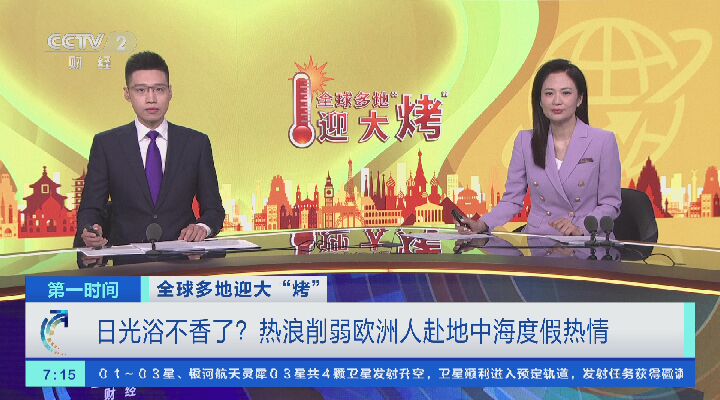 CCTV 2
财经
全球多地“
迎大“烤”
第一时间
全球多地迎大“烤”
日光浴不香了？热浪削弱欧洲人赴地中海度假热情
7:15
01～03星、银河航天灵犀03星共4颗卫星发射升空，卫星顺利进入预定轨道，发射任务获得圆满